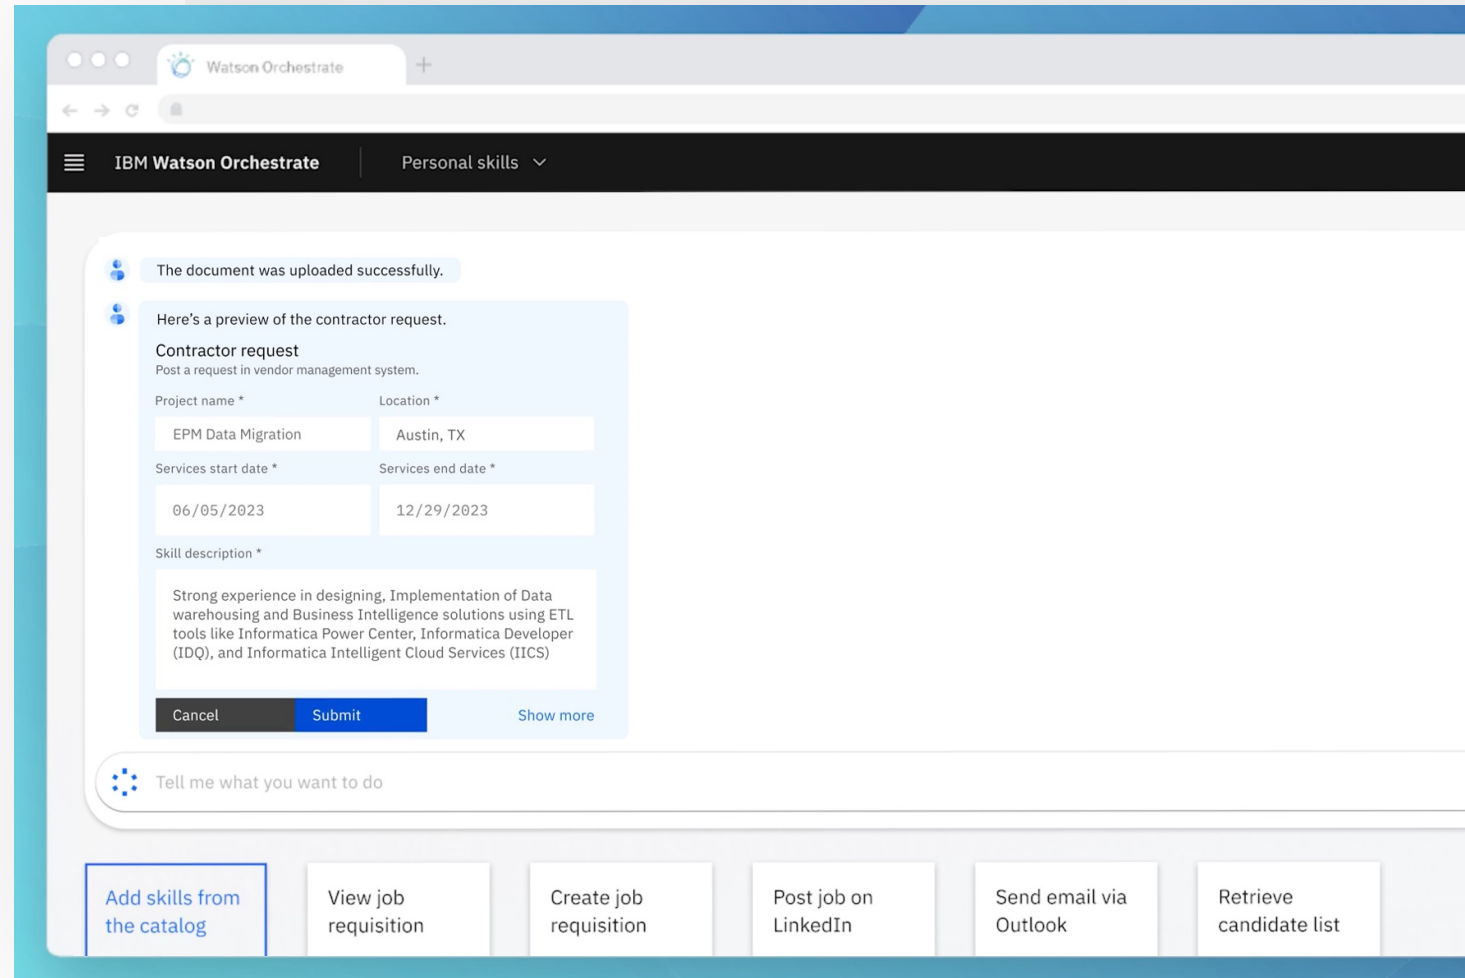 Watson Orchestrate
IBM Watson Orchestrate
Personal skills
The document was uploaded successfully.
Here’s a preview of the contractor request.
Contractor request
Post a request in vendor management system.
Project name *
Location *
EPM Data Migration
Austin, TX
Services start date *
Services end date *
06/05/2023
12/29/2023
Skill description *
Strong experience in designing, Implementation of Data
warehousing and Business Intelligence solutions using ETL
tools like Informatica Power Center, Informatica Developer
(IDQ), and Informatica Intelligent Cloud Services (IICS)
Cancel
Submit
Show more
Tell me what you want to do
Add skills from
the catalog
View job
requisition
Create job
requisition
Post job on
LinkedIn
Send email via
Outlook
Retrieve
candidate list